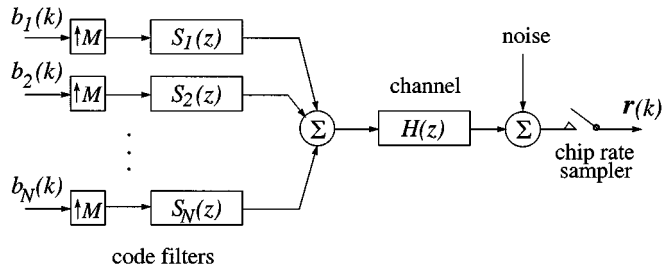 b1(k) ↑M S1(z)
noise
b2(k) ↑M S2(z)
channel
r(k)
Σ H(z) Σ
chip rate
sampler
bN(k) ↑M SN(z)
code filters